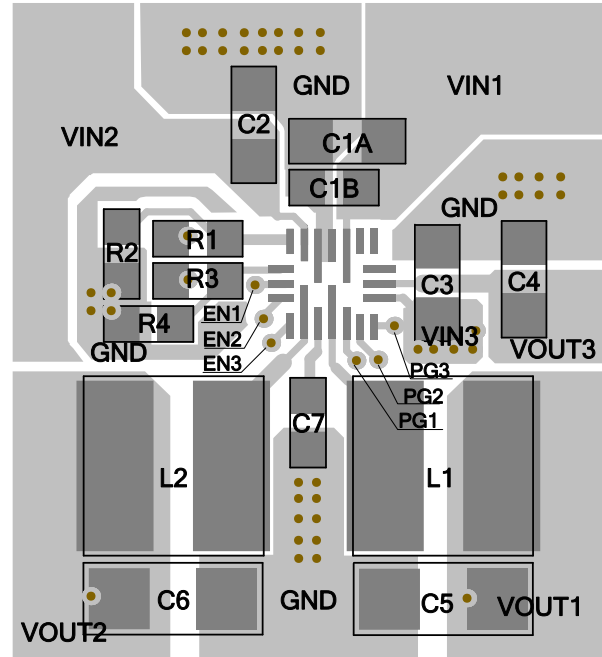 GND
VIN1
C2
VIN2
C1A
C1B
GND
R1
R2
R3
C3
C4
EN1
R4
EN2
VIN3
GND
EN3
VOUT3
PG3
PG2
PG1
C7
L2
L1
C6
GND
C5
VOUT1
VOUT2